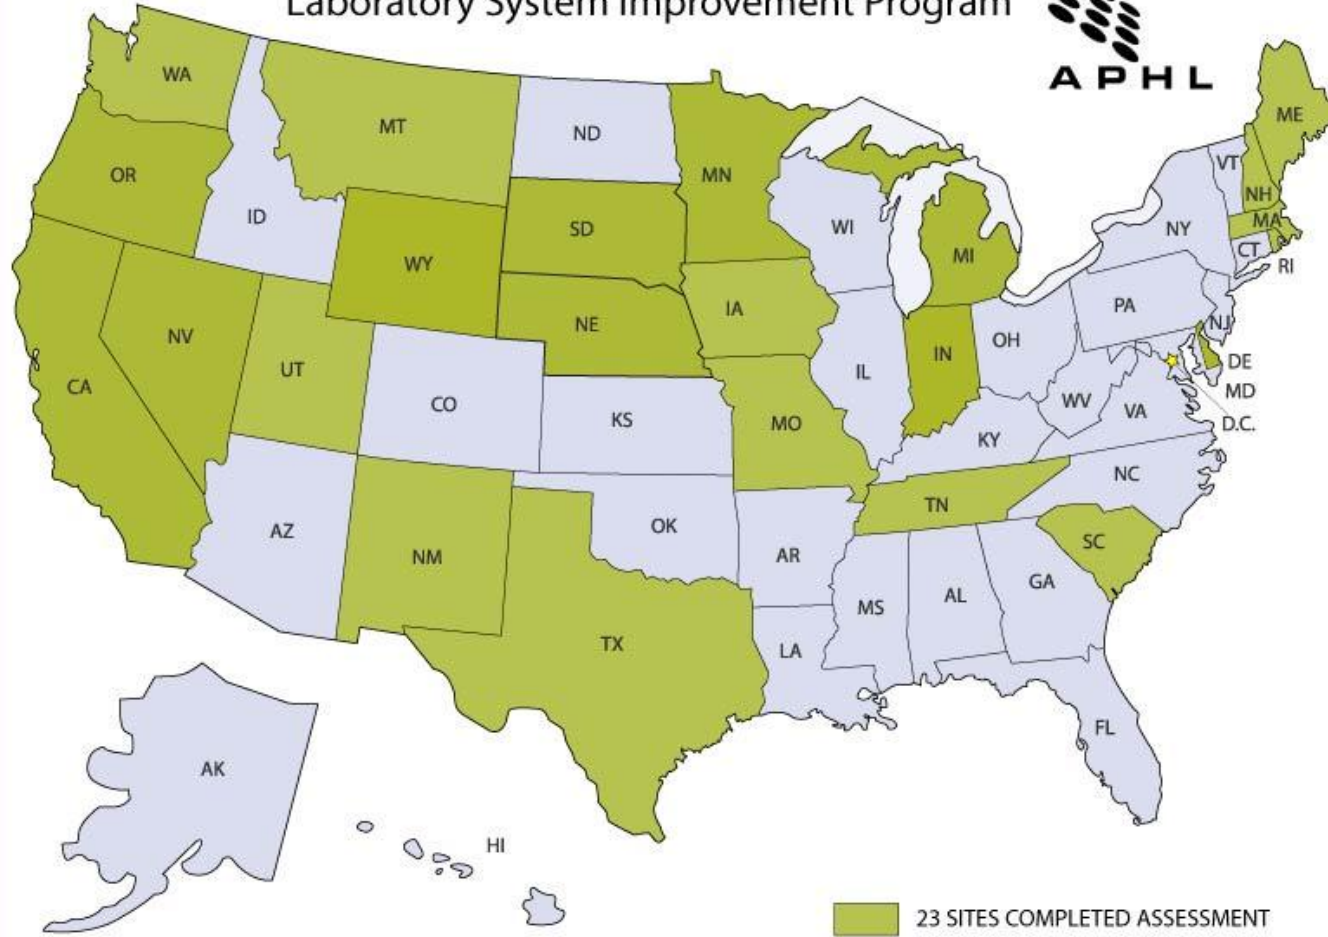 Laboratory System Improvement Program
APHL
WA
MT
ND
MN
ME
VT
NH
MA
OR
ID
SD
WI
NY
CT
RI
WY
MI
IA
PA
NJ
NE
NV
UT
CA
CO
KS
IL
IN
OH
DE
MD
D.C.
WV
VA
MO
KY
NC
TN
SC
AZ
NM
OK
AR
MS
AL
GA
TX
LA
FL
AK
HI
23 SITES COMPLETED ASSESSMENT